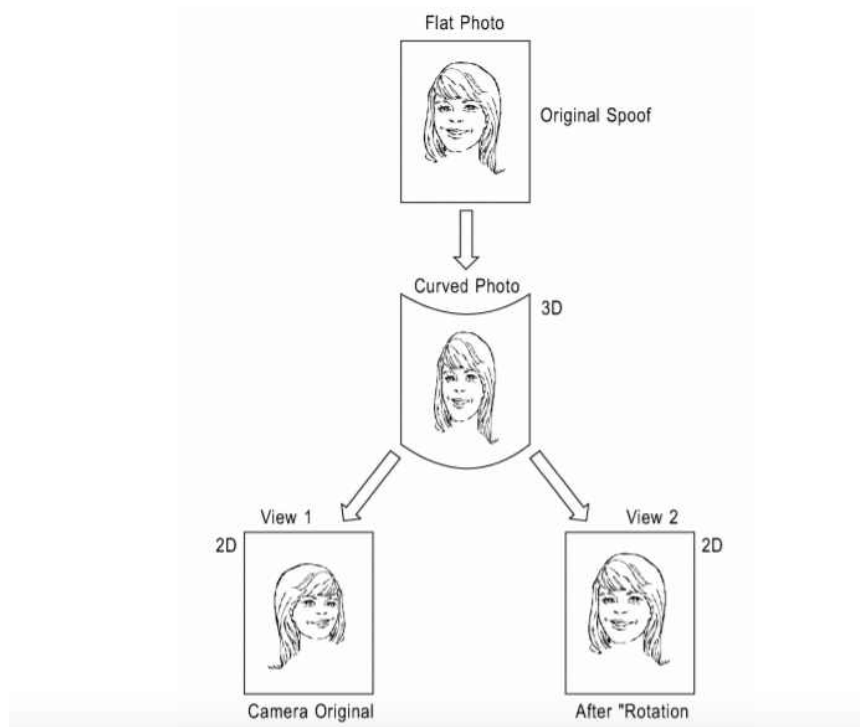 Flat Photo
Original Spoof
Curved Photo
3D
View 1
View 2
2D
2D
Camera Original
After "Rotation